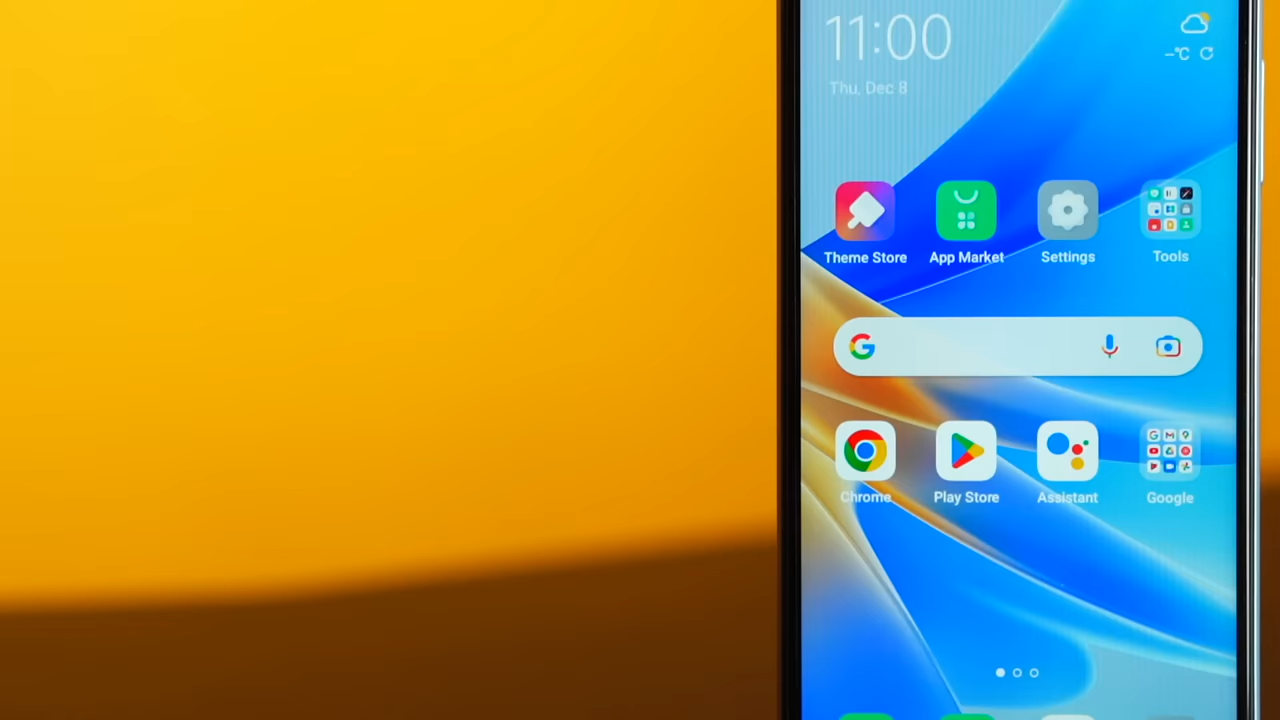 11:00
–°C
Thu, Dec 8
Theme Store App Market Settings Tools
Chrome Play Store Assistant Google